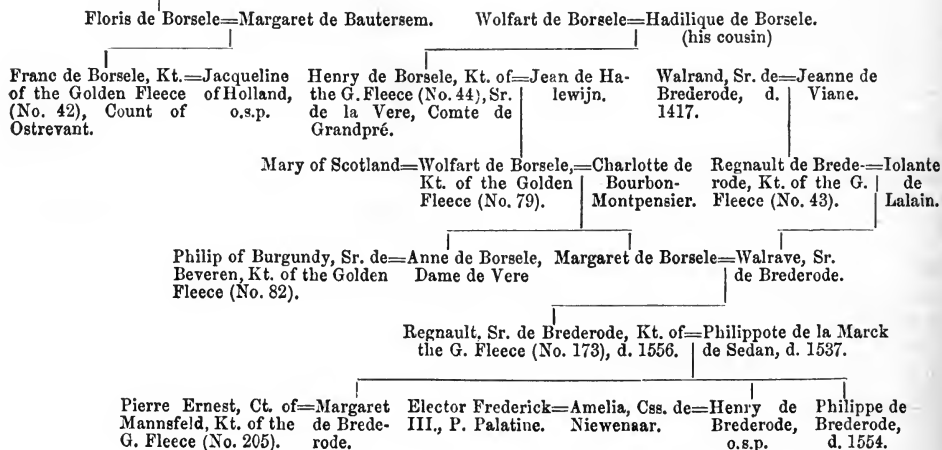 Floris de Borsele=Margaret de Bautersem.
Wolfart de Borsele=Hadilique de Borsele.
(his cousin)
Franc de Borsele, Kt.=Jacqueline
of the Golden Fleece of Holland,
(No. 42), Count of o.s.p.
Ostrevant.
Henry de Borsele, Kt. of=Jean de Ha-
the G. Fleece (No. 44), Sr. lewijn.
de la Vere, Comte de
Grandpré.
Walrand, Sr. de=Jeanne de
Brederode, d. Viane.
1417.
Mary of Scotland=Wolfart de Borsele,=Charlotte de
Kt. of the Golden Bourbon-
Fleece (No. 79). Montpensier.
Regnault de Brede-=Iolante
rode, Kt. of the G. de
Fleece (No. 43). Lalain.
Philip of Burgundy, Sr. de=Anne de Borsele,
Beveren, Kt. of the Golden Dame de Vere
Fleece (No. 82).
Margaret de Borsele=Walrave, Sr.
de Brederode.
Regnault, Sr. de Brederode, Kt. of=Philippote de la Marck
the G. Fleece (No. 173), d. 1556. de Sedan, d. 1537.
Pierre Ernest, Ct. of=Margaret
Mannsfeld, Kt. of the de Brede-
G. Fleece (No. 205). rode.
Elector Frederick=Amelia, Css. de=Henry de
III., P. Palatine. Niewenaar. Brederode,
o.s.p.
Philippe de
Brederode,
d. 1554.